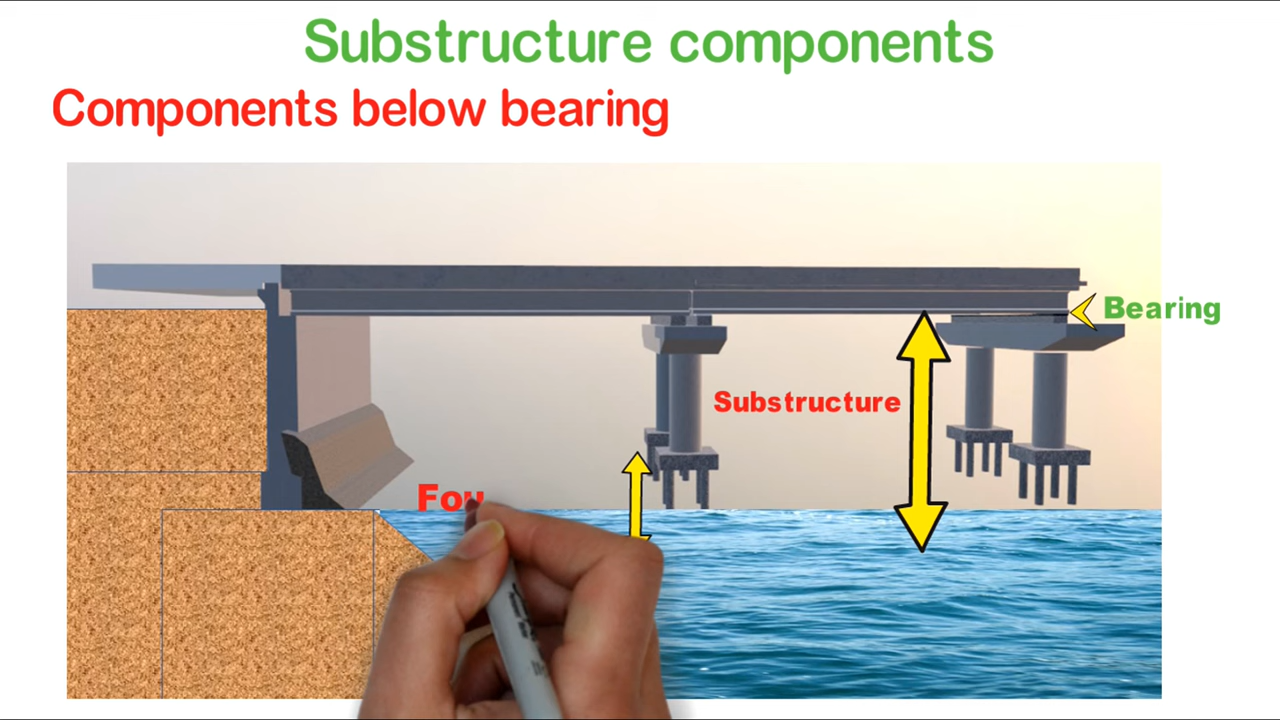 Substructure components
Components below bearing
Bearing
Substructure
Fou